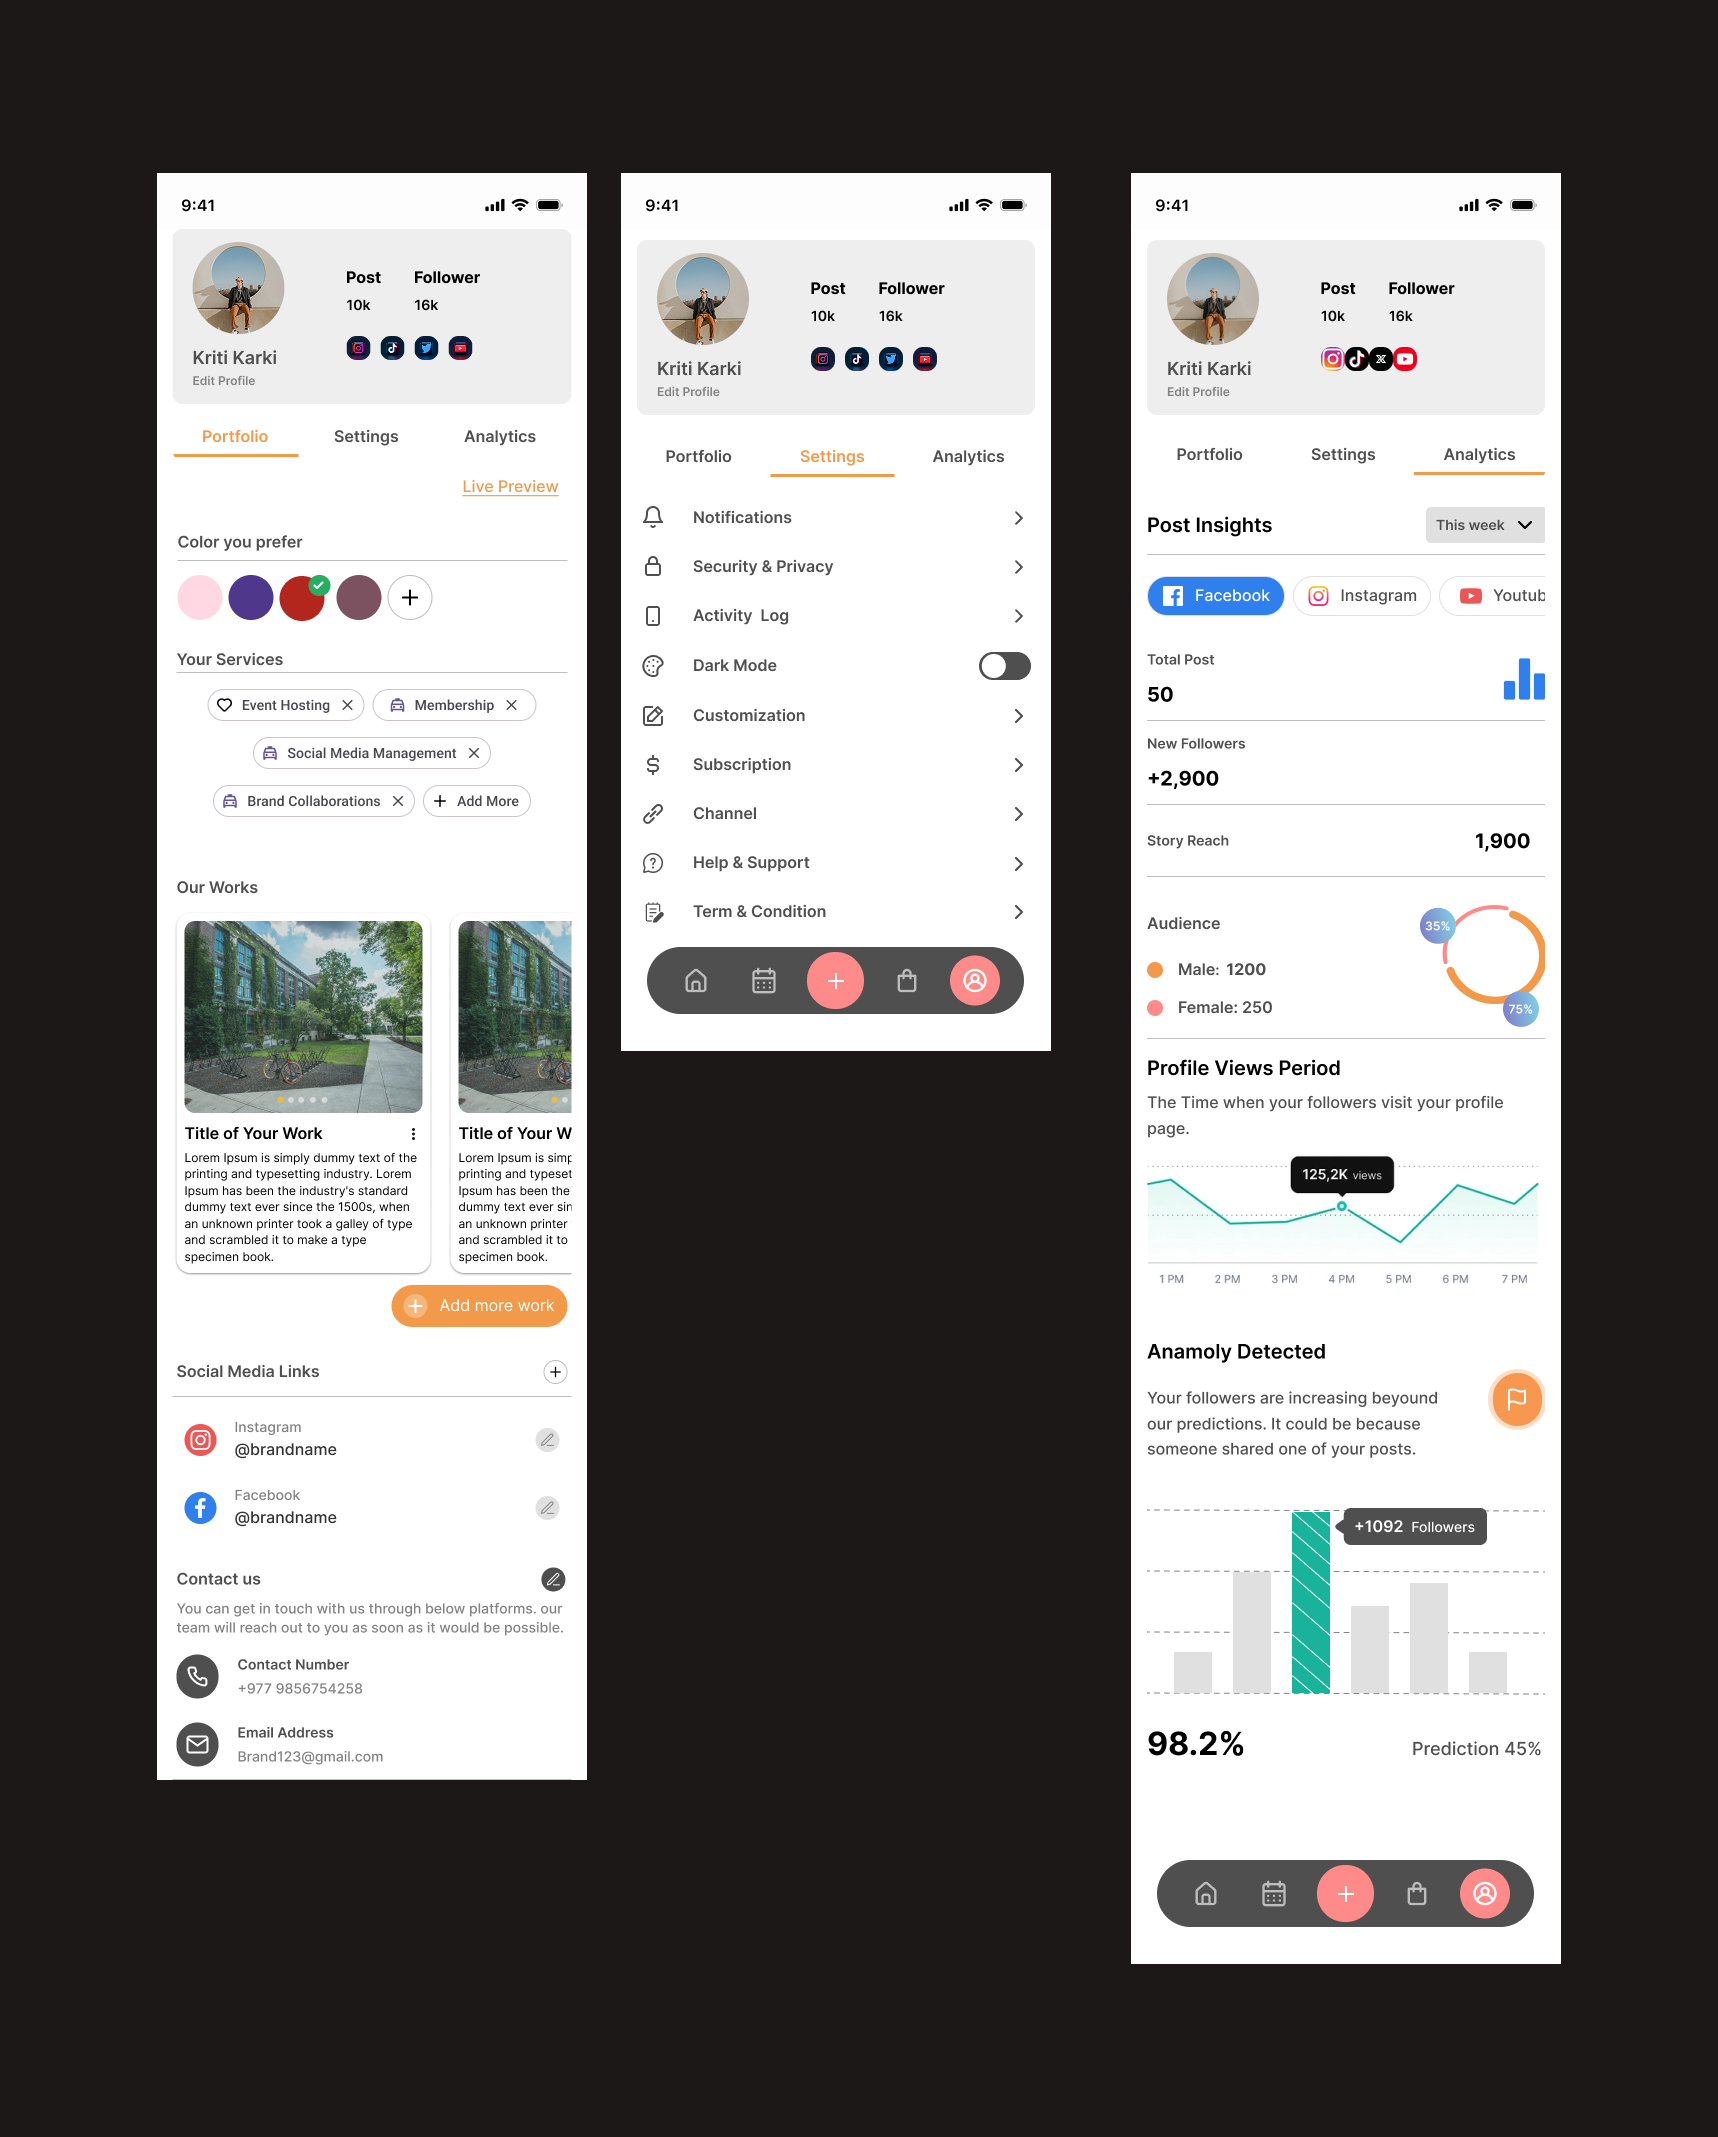 9:41
Post
Follower
10k
16k
Kriti Karki
Edit Profile
Portfolio
Settings
Analytics
Live Preview
Color you prefer
Your Services
Event Hosting
Membership
Social Media Management
Brand Collaborations
Add More
Our Works
Title of Your Work
Lorem Ipsum is simply dummy text of the
printing and typesetting industry. Lorem
Ipsum has been the industry's standard
dummy text ever since the 1500s, when
an unknown printer took a galley of type
and scrambled it to make a type
specimen book.
Title of Your W
Lorem Ipsum is simp
printing and typeset
Ipsum has been the
dummy text ever sin
an unknown printer
and scrambled it to
specimen book.
Add more work
Social Media Links
Instagram
@brandname
Facebook
@brandname
Contact us
You can get in touch with us through below platforms. our
team will reach out to you as soon as it would be possible.
Contact Number
+977 9856754258
Email Address
Brand123@gmail.com
9:41
Post
Follower
10k
16k
Kriti Karki
Edit Profile
Portfolio
Settings
Analytics
Notifications
Security & Privacy
Activity Log
Dark Mode
Customization
Subscription
Channel
Help & Support
Term & Condition
9:41
Post
Follower
10k
16k
Kriti Karki
Edit Profile
Portfolio
Settings
Analytics
Post Insights
This week
Facebook
Instagram
Youtub
Total Post
50
New Followers
+2,900
Story Reach
1,900
Audience
35%
Male: 1200
Female: 250
75%
Profile Views Period
The Time when your followers visit your profile
page.
125,2K views
1 PM
2 PM
3 PM
4 PM
5 PM
6 PM
7 PM
Anamoly Detected
Your followers are increasing beyound
our predictions. It could be because
someone shared one of your posts.
+1092 Followers
98.2%
Prediction 45%